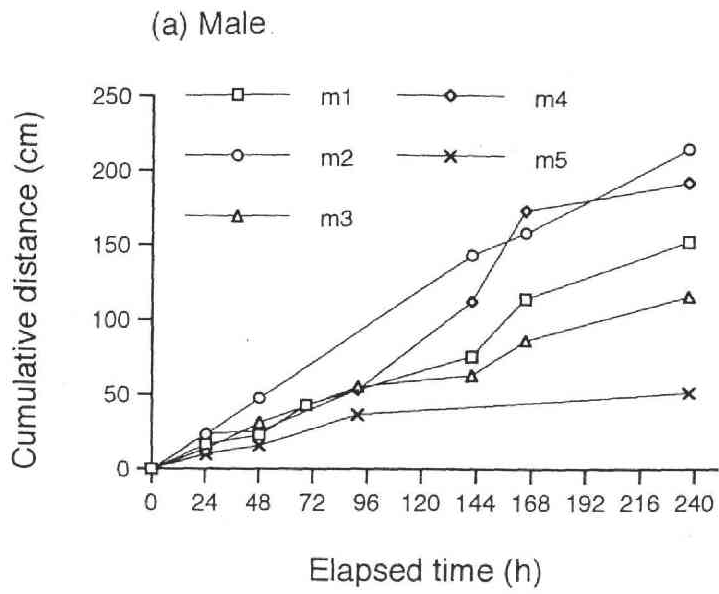 (a) Male
Cumulative distance (cm)
250
200
150
100
50
0
m1
m2
m3
m4
m5
0 24 48 72 96 120 144 168 192 216 240
Elapsed time (h)